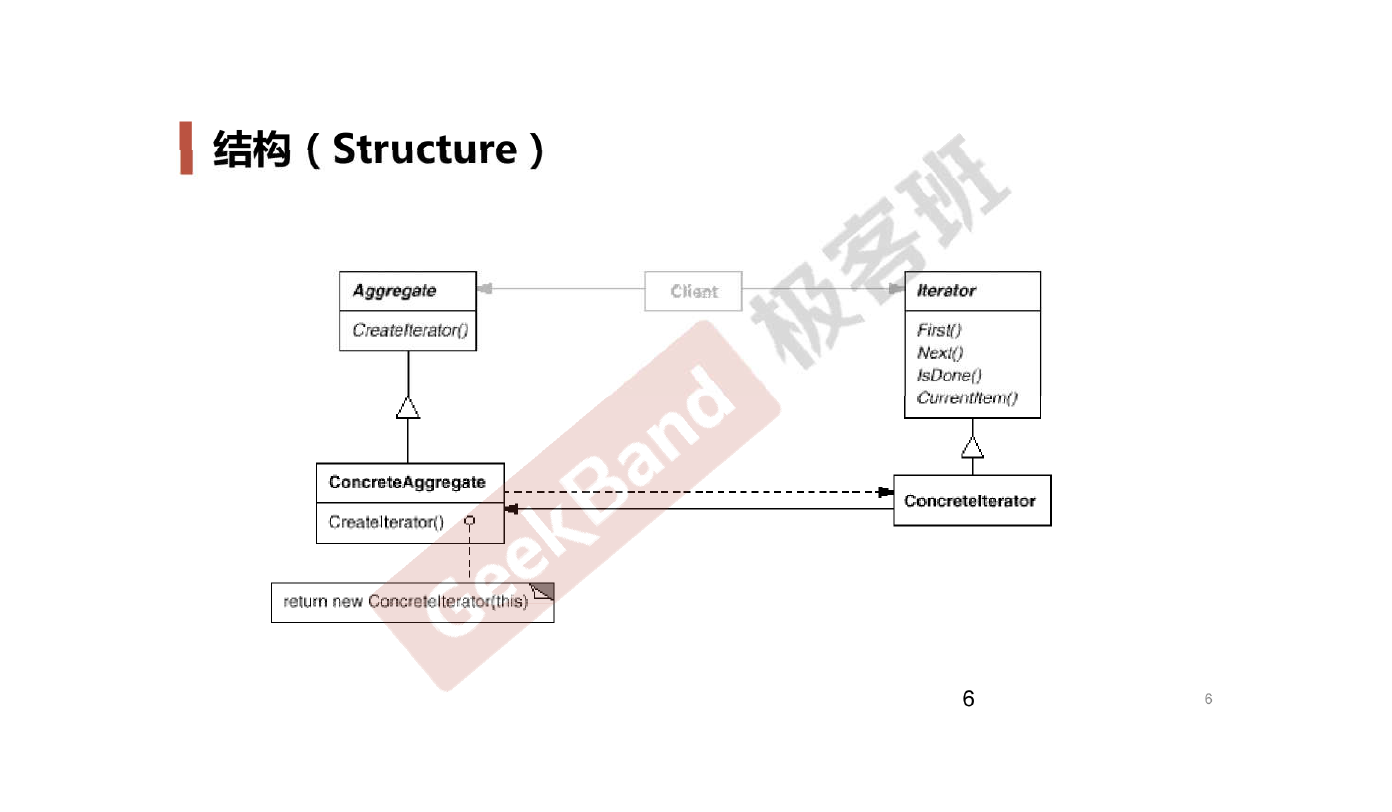 结构（Structure）
Aggregate
CreateIterator()
Client
Iterator
First()
Next()
IsDone()
CurrentItem()
ConcreteAggregate
CreateIterator()
ConcreteIterator
return new ConcreteIterator(this)
GeekBand 极客班
6
6